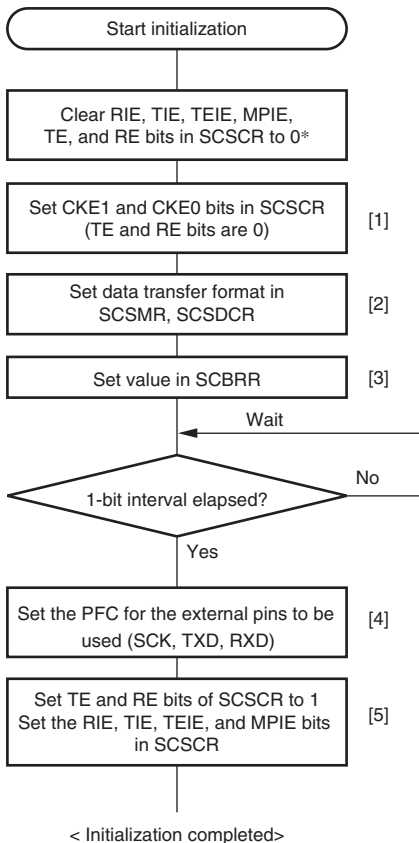 Start initialization
Clear RIE, TIE, TEIE, MPIE,
TE, and RE bits in SCSCR to 0*
Set CKE1 and CKE0 bits in SCSCR
(TE and RE bits are 0)
[1]
Set data transfer format in
SCSMR, SCSDCR
[2]
Set value in SCBRR
[3]
Wait
1-bit interval elapsed?
No
Yes
Set the PFC for the external pins to be
used (SCK, TXD, RXD)
[4]
Set TE and RE bits of SCSCR to 1
Set the RIE, TIE, TEIE, and MPIE bits
in SCSCR
[5]
< Initialization completed>